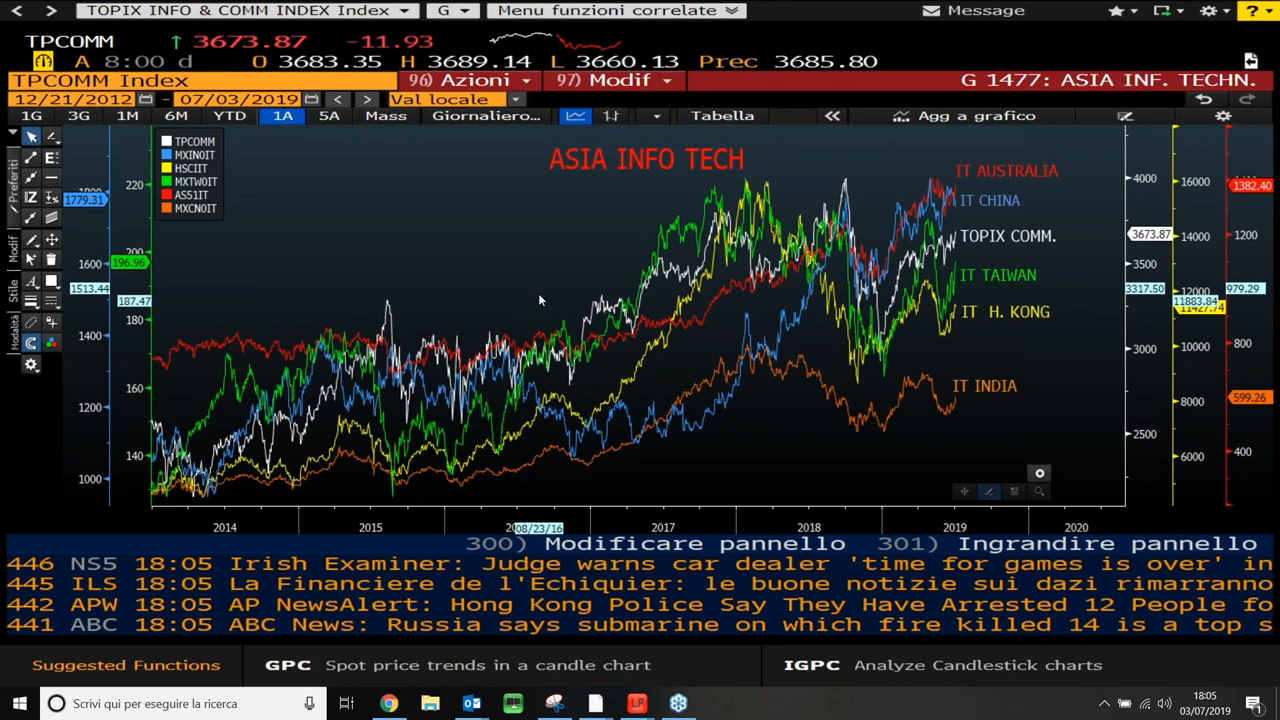 TOPIX INFO & COMM INDEX Index G Menu funzioni correlate Message ?
TPCOMM 3673.87 -11.93
A 8:00 d O 3683.35 H 3689.14 L 3660.13 Prec 3685.80
TPCOMM Index 96) Azioni 97) Modif G 1477: ASIA INF. TECHN.
12/21/2012 - 07/03/2019 Val locale
1G 3G 1M 6M YTD 1A 5A Mass Giornaliero... Tabella Agg a grafico
Preferiti
Modif
Stile
Modalità
TPCOMM
MXIN0IT
HSCIIT
MXTW0IT
AS51IT
MXCN0IT
ASIA INFO TECH
IT AUSTRALIA
IT CHINA
TOPIX COMM.
IT TAIWAN
IT H. KONG
IT INDIA
1779.31
1600
1513.44
1400
1200
1000
220
200
196.96
187.47
180
160
140
4000
3673.87
3500
3317.50
3000
2500
16000
14000
12000
11883.84
11427.74
10000
8000
6000
1382.40
1200
979.29
800
599.26
400
2014 2015 08/23/16 2017 2018 2019 2020
300) Modificare pannello 301) Ingrandire pannello
446 NS5 18:05 Irish Examiner: Judge warns car dealer 'time for games is over' in
445 ILS 18:05 La Financiere de l'Echiquier: le buone notizie sui dazi rimarranno
442 APW 18:05 AP NewsAlert: Hong Kong Police Say They Have Arrested 12 People fo
441 ABC 18:05 ABC News: Russia says submarine on which fire killed 14 is a top s
Suggested Functions GPC Spot price trends in a candle chart IGPC Analyze Candlestick charts
Scrivi qui per eseguire la ricerca
18:05
03/07/2019